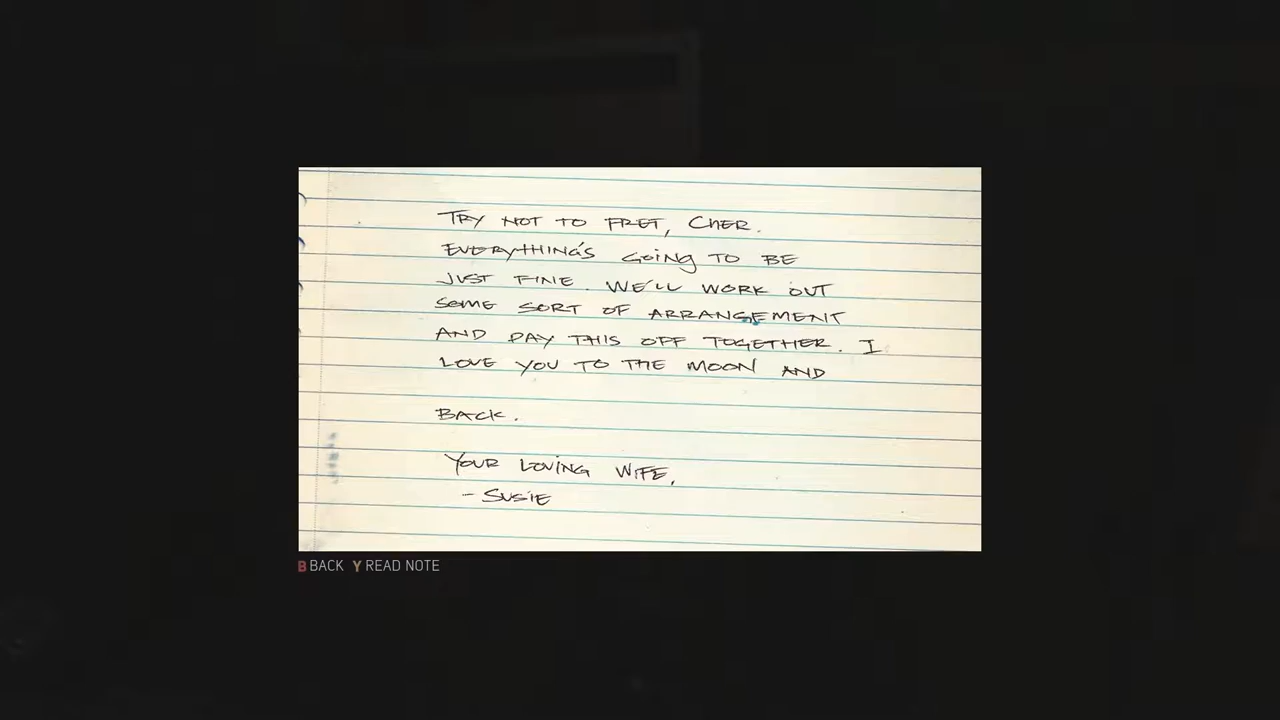 TRY NOT TO FRET, CHER.
EVERYTHING'S GOING TO BE
JUST FINE. WE'LL WORK OUT
SOME SORT OF ARRANGEMENT
AND PAY THIS OFF TOGETHER. I
LOVE YOU TO THE MOON AND
BACK.
YOUR LOVING WIFE,
- SUSIE
B BACK Y READ NOTE